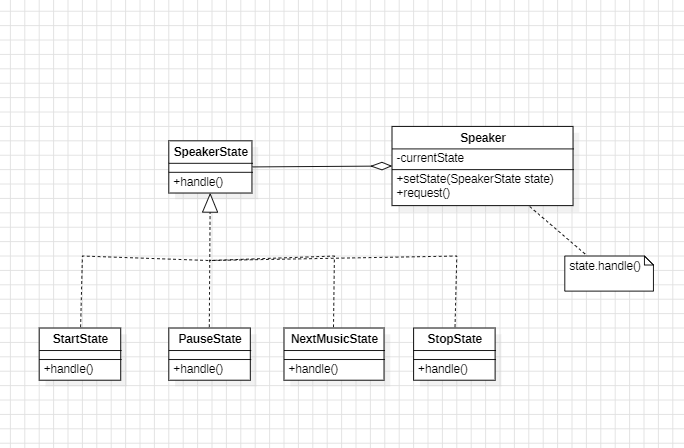 Speaker
-currentState
+setState(SpeakerState state)
+request()
SpeakerState
+handle()
state.handle()
StartState
+handle()
PauseState
+handle()
NextMusicState
+handle()
StopState
+handle()